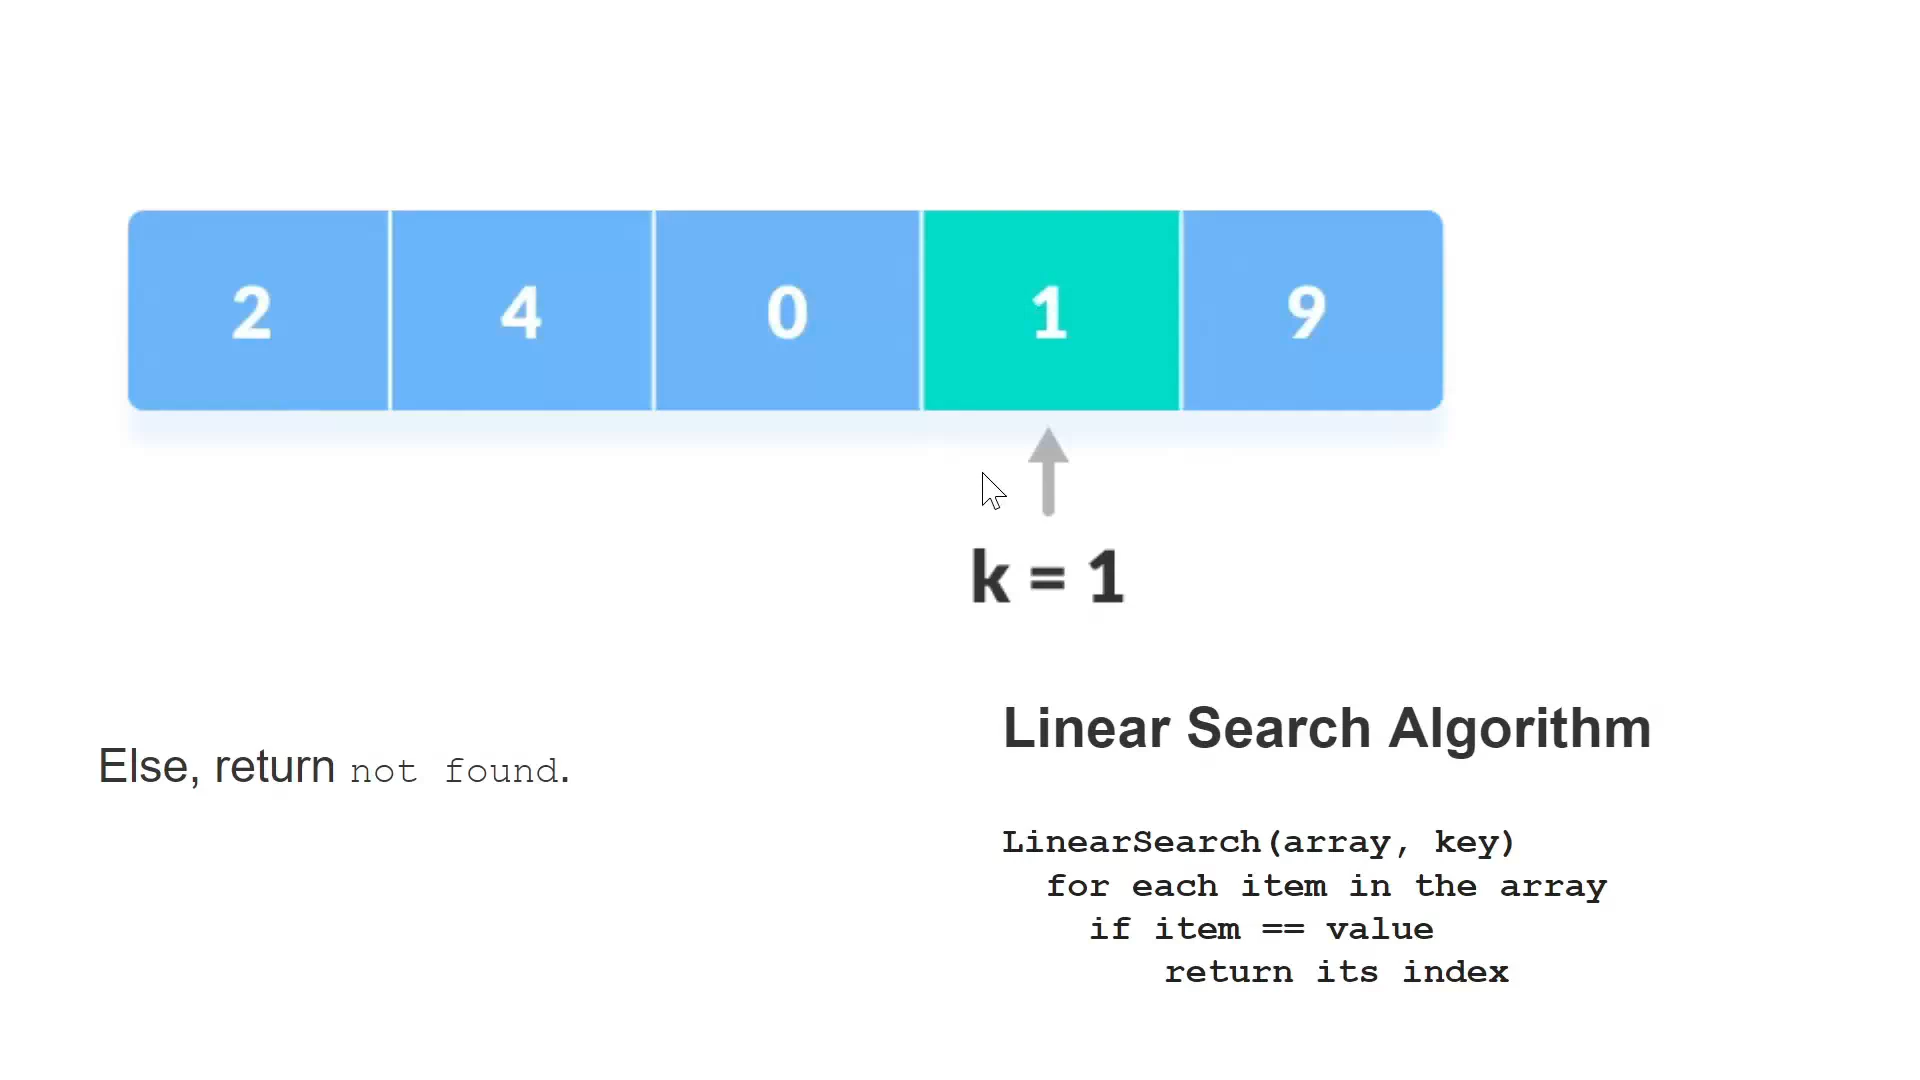 2 4 0 1 9
k = 1
Else, return not found.
Linear Search Algorithm
LinearSearch(array, key)
for each item in the array
if item == value
return its index